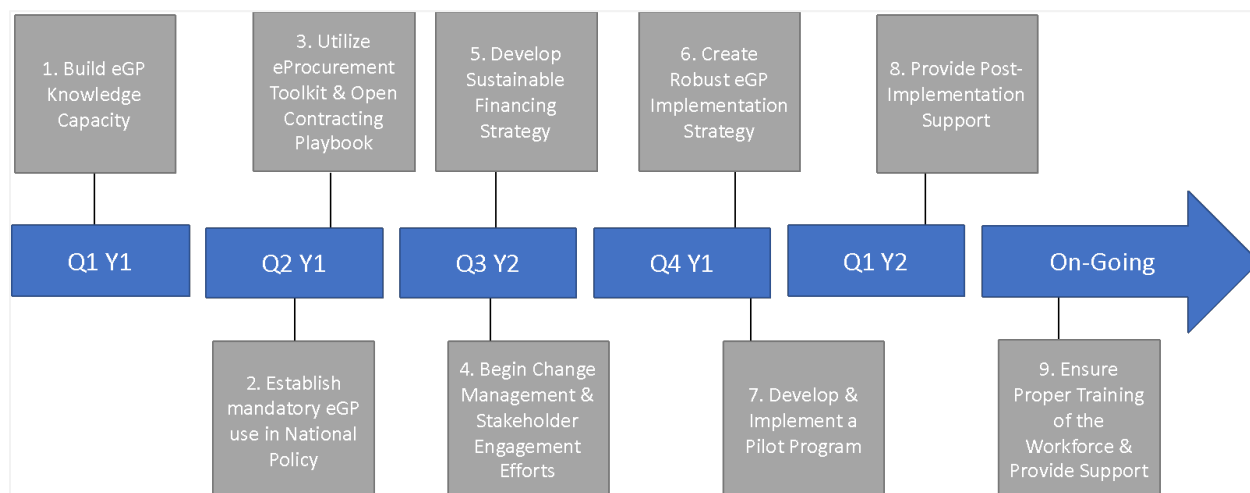 1. Build eGP
Knowledge
Capacity
3. Utilize
eProcurement
Toolkit & Open
Contracting
Playbook
5. Develop
Sustainable
Financing
Strategy
6. Create
Robust eGP
Implementation
Strategy
8. Provide Post-
Implementation
Support
Q1 Y1
Q2 Y1
Q3 Y2
Q4 Y1
Q1 Y2
On-Going
2. Establish
mandatory eGP
use in National
Policy
4. Begin Change
Management &
Stakeholder
Engagement
Efforts
7. Develop &
Implement a
Pilot Program
9. Ensure
Proper Training
of the
Workforce &
Provide Support